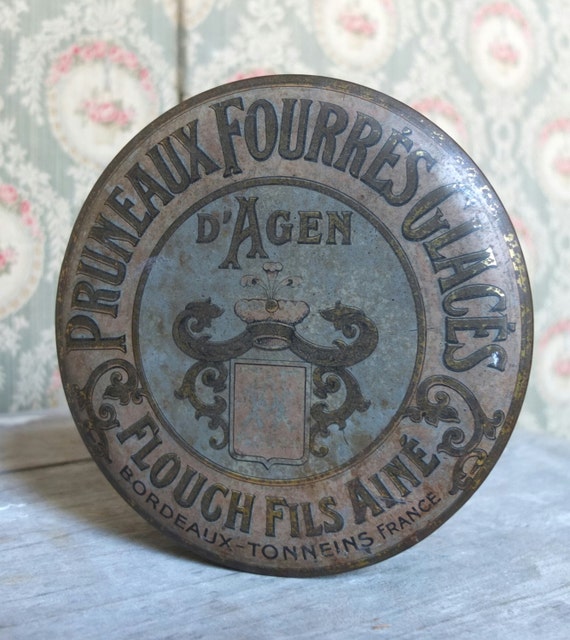 PRUNEAUX FOURRÉS GLACÉS
D'AGEN
FLOUCH FILS AINÉ
BORDEAUX-TONNEINS FRANCE